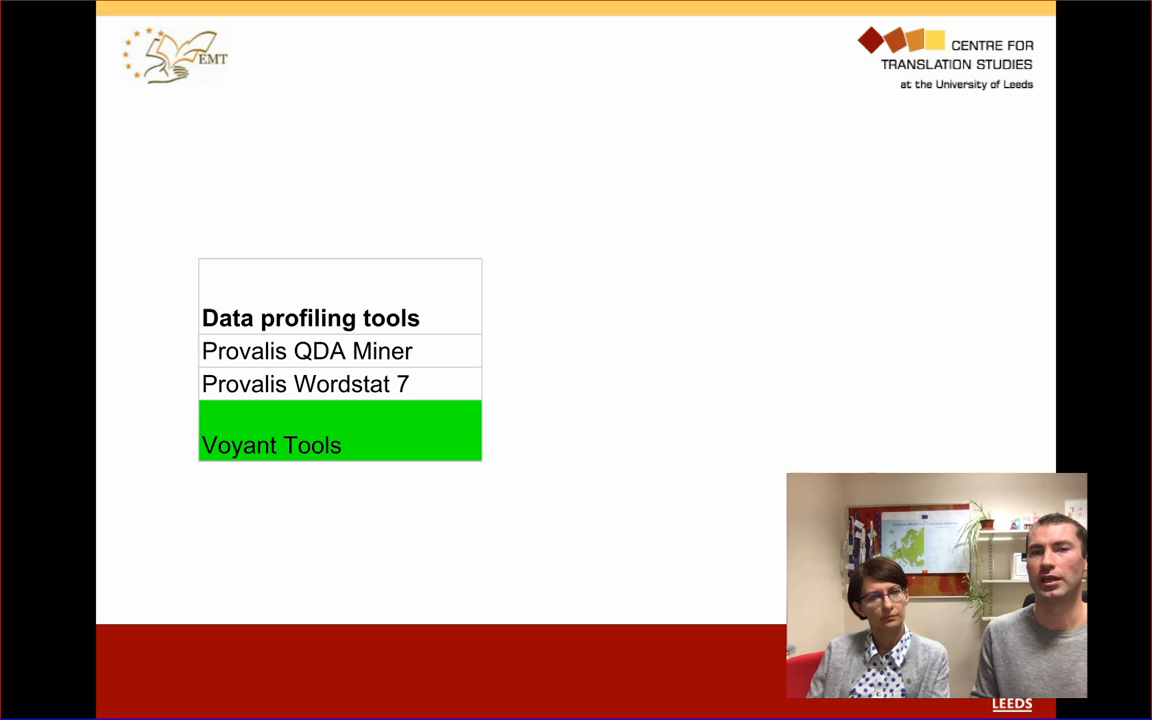 EMT
CENTRE FOR
TRANSLATION STUDIES
at the University of Leeds
Data profiling tools
Provalis QDA Miner
Provalis Wordstat 7
Voyant Tools
LEEDS